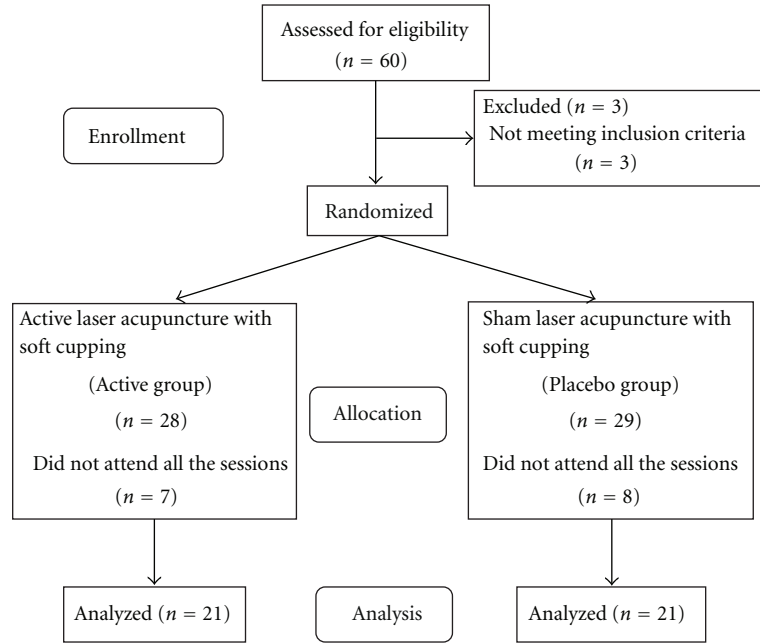 Assessed for eligibility
(n = 60)
Excluded (n = 3)
Not meeting inclusion criteria
(n = 3)
Enrollment
Randomized
Active laser acupuncture with
soft cupping
(Active group)
(n = 28)
Did not attend all the sessions
(n = 7)
Allocation
Sham laser acupuncture with
soft cupping
(Placebo group)
(n = 29)
Did not attend all the sessions
(n = 8)
Analyzed (n = 21)
Analysis
Analyzed (n = 21)